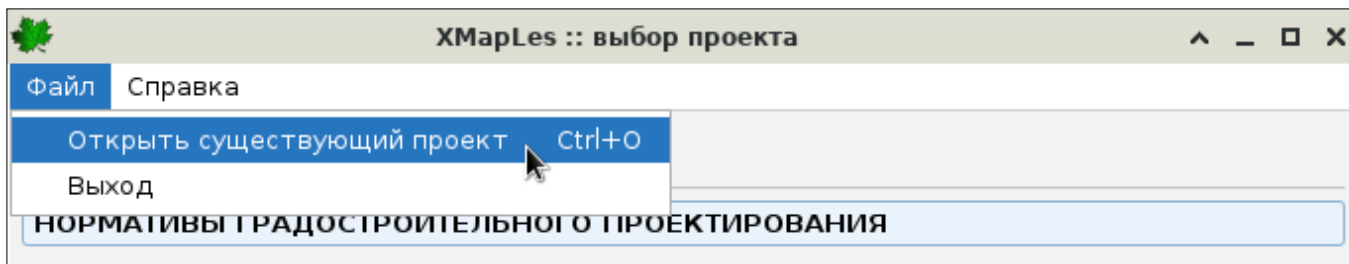 XMapLes :: выбор проекта
Файл Справка
Открыть существующий проект Ctrl+O
Выход
НОРМАТИВЫ ГРАДОСТРОИТЕЛЬНОГО ПРОЕКТИРОВАНИЯ